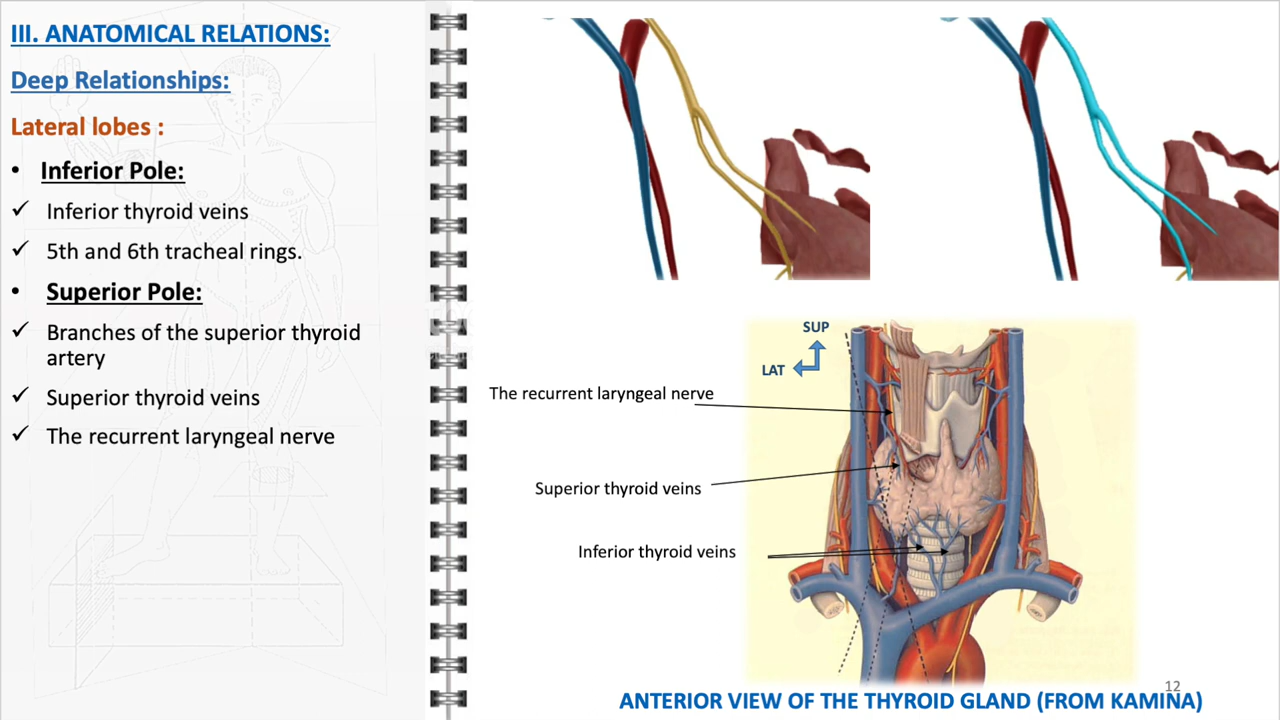 III. ANATOMICAL RELATIONS:
Deep Relationships:
Lateral lobes :
• Inferior Pole:
✓ Inferior thyroid veins
✓ 5th and 6th tracheal rings.
• Superior Pole:
✓ Branches of the superior thyroid
artery
✓ Superior thyroid veins
✓ The recurrent laryngeal nerve
SUP
LAT
The recurrent laryngeal nerve
Superior thyroid veins
Inferior thyroid veins
12
ANTERIOR VIEW OF THE THYROID GLAND (FROM KAMINA)